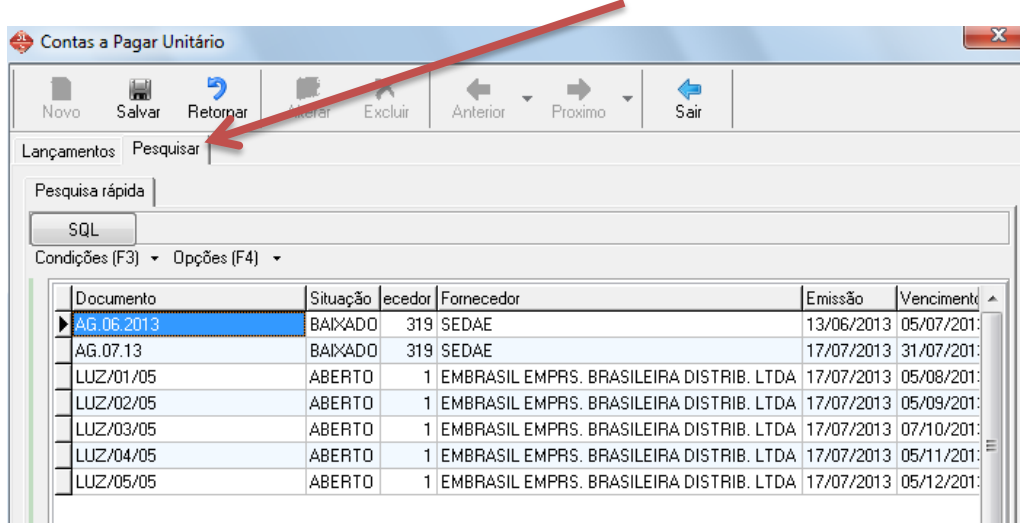 Contas a Pagar Unitário
Novo Salvar Retornar Alterar Excluir Anterior Proximo Sair
Lançamentos Pesquisar
Pesquisa rápida
SQL
Condições (F3) Opções (F4)
Documento Situação ecedor Fornecedor Emissão Vencimento
AG.06.2013 BAIXADO 319 SEDAE 13/06/2013 05/07/201
AG.07.13 BAIXADO 319 SEDAE 17/07/2013 31/07/201
LUZ/01/05 ABERTO 1 EMBRASIL EMPRS. BRASILEIRA DISTRIB. LTDA 17/07/2013 05/08/201
LUZ/02/05 ABERTO 1 EMBRASIL EMPRS. BRASILEIRA DISTRIB. LTDA 17/07/2013 05/09/201
LUZ/03/05 ABERTO 1 EMBRASIL EMPRS. BRASILEIRA DISTRIB. LTDA 17/07/2013 07/10/201
LUZ/04/05 ABERTO 1 EMBRASIL EMPRS. BRASILEIRA DISTRIB. LTDA 17/07/2013 05/11/201
LUZ/05/05 ABERTO 1 EMBRASIL EMPRS. BRASILEIRA DISTRIB. LTDA 17/07/2013 05/12/201